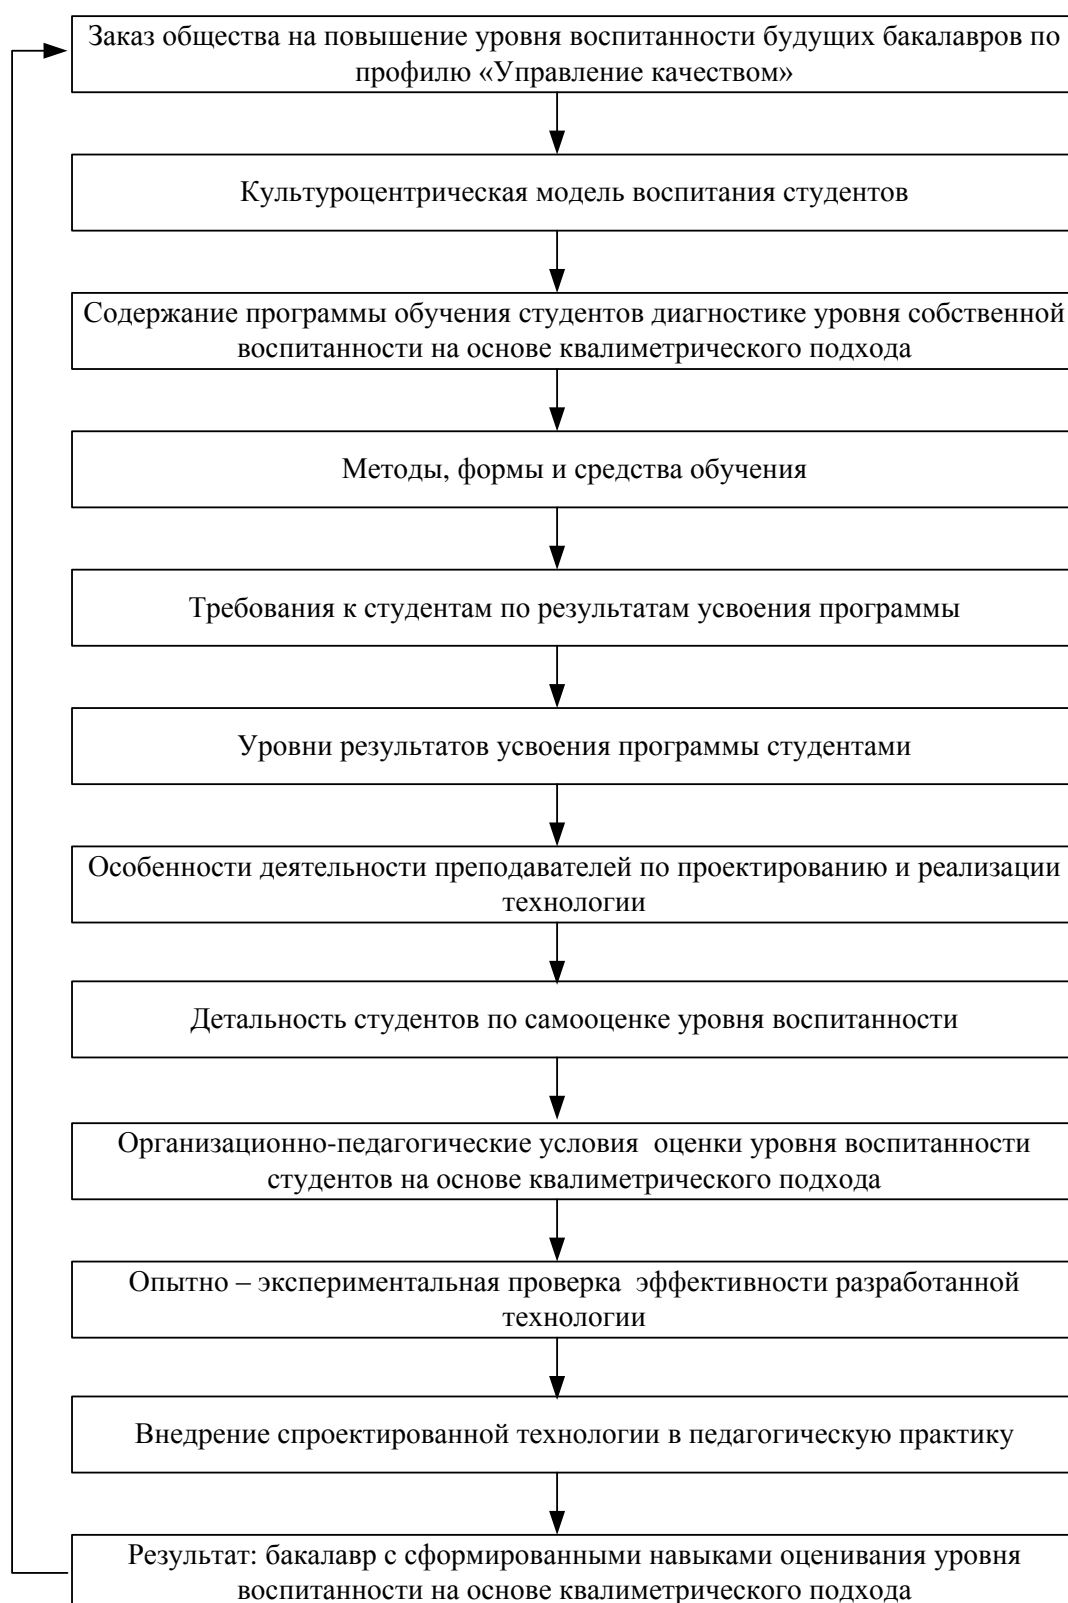 Заказ общества на повышение уровня воспитанности будущих бакалавров по
профилю «Управление качеством»
Культуроцентрическая модель воспитания студентов
Содержание программы обучения студентов диагностике уровня собственной
воспитанности на основе квалиметрического подхода
Методы, формы и средства обучения
Требования к студентам по результатам усвоения программы
Уровни результатов усвоения программы студентами
Особенности деятельности преподавателей по проектированию и реализации
технологии
Детальность студентов по самооценке уровня воспитанности
Организационно-педагогические условия  оценки уровня воспитанности
студентов на основе квалиметрического подхода
Опытно – экспериментальная проверка  эффективности разработанной
технологии
Внедрение спроектированной технологии в педагогическую практику
Результат: бакалавр с сформированными навыками оценивания уровня
воспитанности на основе квалиметрического подхода